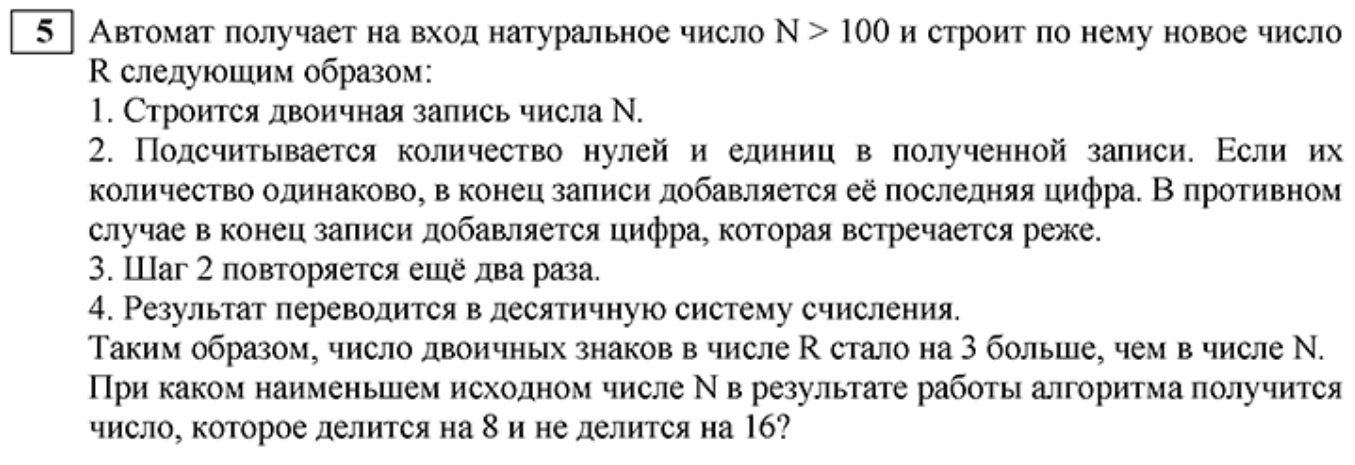 5 Автомат получает на вход натуральное число N > 100 и строит по нему новое число
R следующим образом:
1. Строится двоичная запись числа N.
2. Подсчитывается количество нулей и единиц в полученной записи. Если их
количество одинаково, в конец записи добавляется её последняя цифра. В противном
случае в конец записи добавляется цифра, которая встречается реже.
3. Шаг 2 повторяется ещё два раза.
4. Результат переводится в десятичную систему счисления.
Таким образом, число двоичных знаков в числе R стало на 3 больше, чем в числе N.
При каком наименьшем исходном числе N в результате работы алгоритма получится
число, которое делится на 8 и не делится на 16?